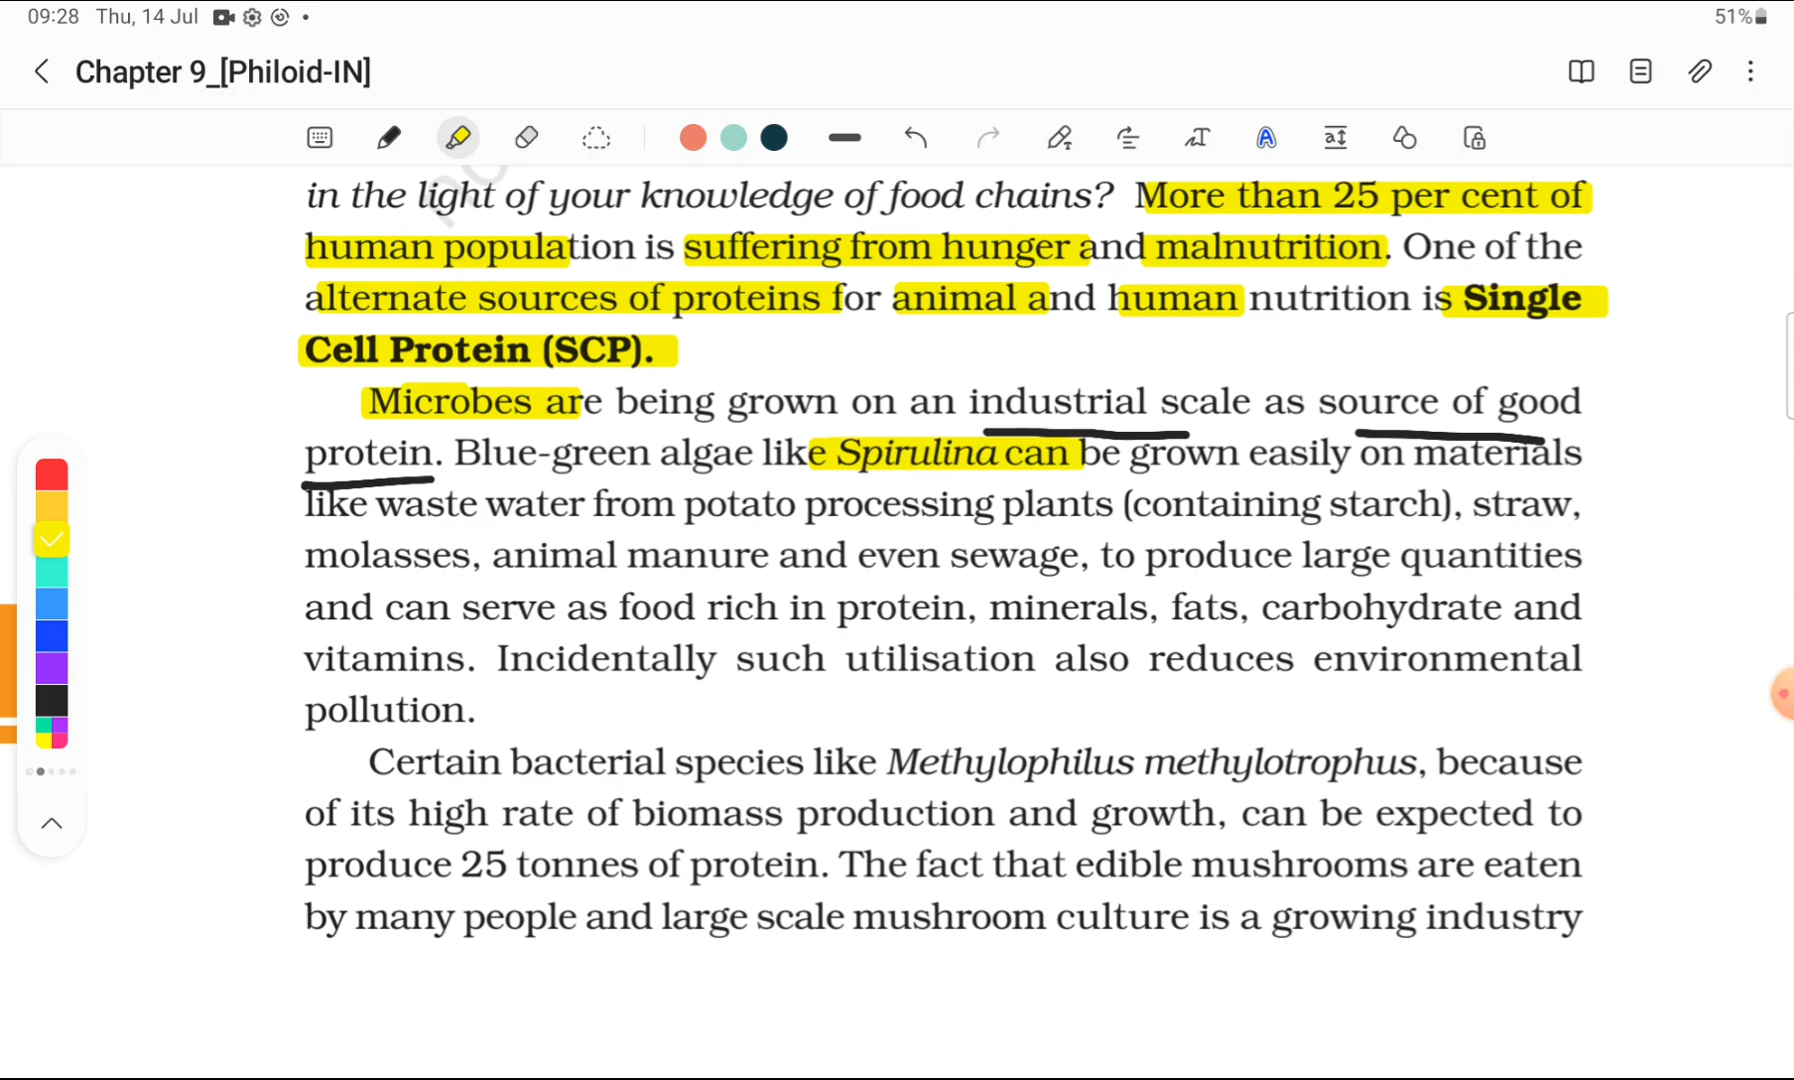 09:28 Thu, 14 Jul
51%
Chapter 9_[Philoid-IN]
in the light of your knowledge of food chains? More than 25 per cent of
human population is suffering from hunger and malnutrition. One of the
alternate sources of proteins for animal and human nutrition is Single
Cell Protein (SCP).
Microbes are being grown on an industrial scale as source of good
protein. Blue-green algae like Spirulina can be grown easily on materials
like waste water from potato processing plants (containing starch), straw,
molasses, animal manure and even sewage, to produce large quantities
and can serve as food rich in protein, minerals, fats, carbohydrate and
vitamins. Incidentally such utilisation also reduces environmental
pollution.
Certain bacterial species like Methylophilus methylotrophus, because
of its high rate of biomass production and growth, can be expected to
produce 25 tonnes of protein. The fact that edible mushrooms are eaten
by many people and large scale mushroom culture is a growing industry